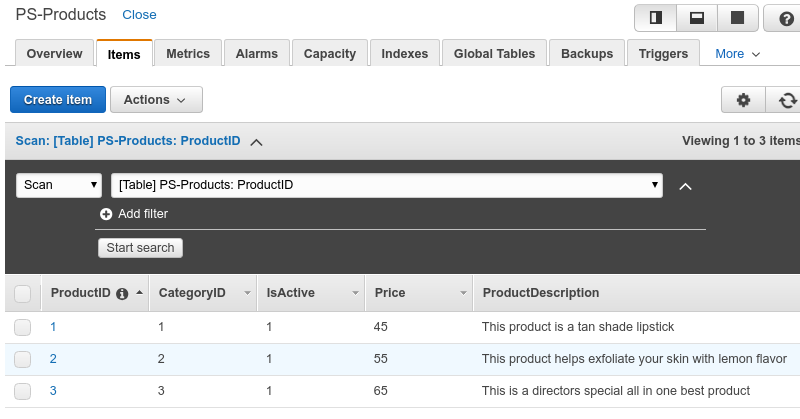 PS-Products Close
Overview Items Metrics Alarms Capacity Indexes Global Tables Backups Triggers More
Create item Actions
Scan: [Table] PS-Products: ProductID Viewing 1 to 3 items
Scan [Table] PS-Products: ProductID
Add filter
Start search
ProductID CategoryID IsActive Price ProductDescription
1 1 1 45 This product is a tan shade lipstick
2 2 1 55 This product helps exfoliate your skin with lemon flavor
3 3 1 65 This is a directors special all in one best product